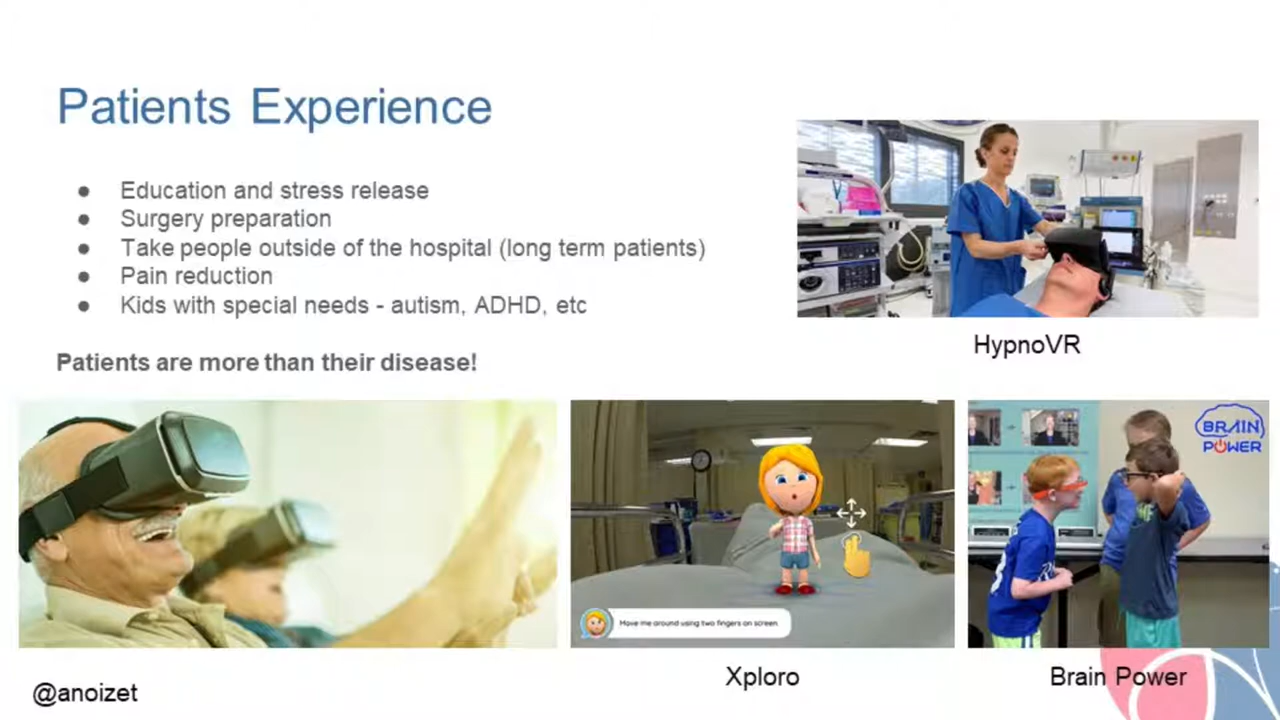 Patients Experience
● Education and stress release
● Surgery preparation
● Take people outside of the hospital (long term patients)
● Pain reduction
● Kids with special needs - autism, ADHD, etc
Patients are more than their disease!
HypnoVR
BRAIN
POWER
Move me around using two fingers on screen.
Xploro
Brain Power
@anoizet